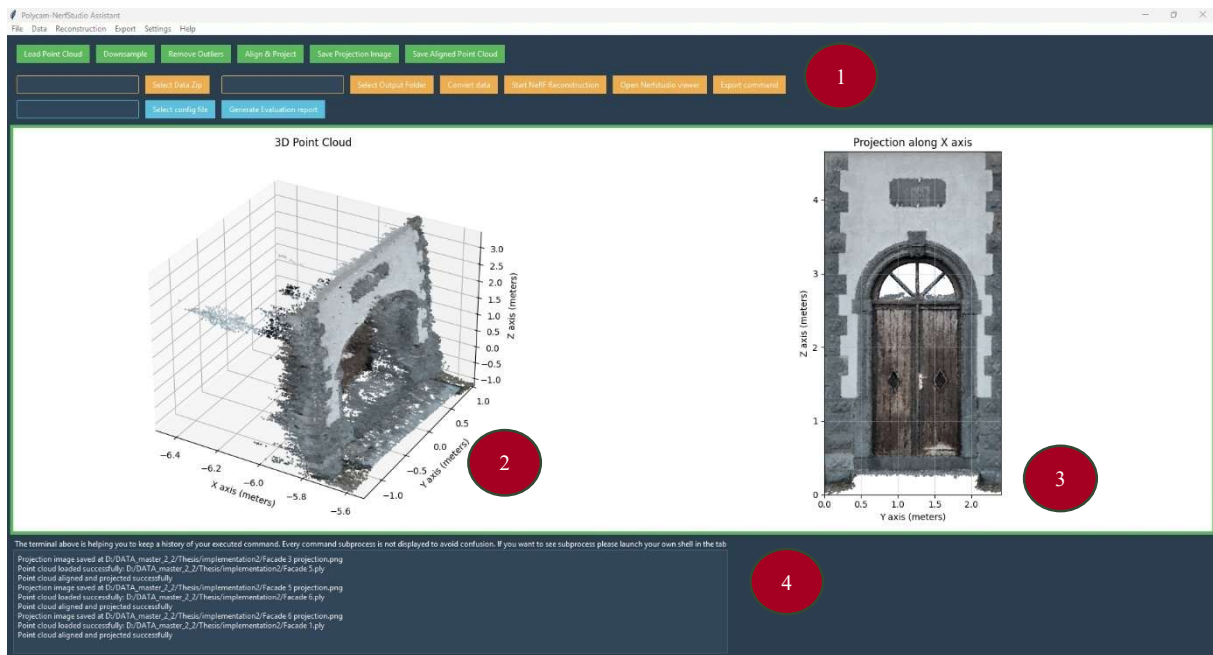 Polycam-NerfStudio Assistant
File Data Reconstruction Export Settings Help
Load Point Cloud Downsample Remove Outliers Align & Project Save Projection Image Save Aligned Point Cloud
Select Data Zip Select Output Folder Convert data Start NeRF Reconstruction Open Nerfstudio viewer Export command
1
Select config file Generate Evaluation report
3D Point Cloud
3.0
2.5
2.0
1.5
1.0
0.5
0.0
−0.5
−1.0
Z axis (meters)
1.0
0.5
0.0
−0.5
−1.0
Y axis (meters)
−6.4
−6.2
−6.0
−5.8
−5.6
X axis (meters)
2
Projection along X axis
4
3
2
1
0
Z axis (meters)
0.0 0.5 1.0 1.5 2.0
Y axis (meters)
3
The terminal above is helping you to keep a history of your executed command. Every command subprocess is not displayed to avoid confusion. If you want to see subprocess please launch your own shell in the tab
Projection image saved at D:/DATA_master_2_2/Thesis/implementation2/Facade 3 projection.png
Point cloud loaded successfully: D:/DATA_master_2_2/Thesis/implementation2/Facade 5.ply
Point cloud aligned and projected successfully
Projection image saved at D:/DATA_master_2_2/Thesis/implementation2/Facade 5 projection.png
Point cloud loaded successfully: D:/DATA_master_2_2/Thesis/implementation2/Facade 6.ply
Point cloud aligned and projected successfully
Projection image saved at D:/DATA_master_2_2/Thesis/implementation2/Facade 6 projection.png
Point cloud loaded successfully: D:/DATA_master_2_2/Thesis/implementation2/Facade 1.ply
Point cloud aligned and projected successfully
4